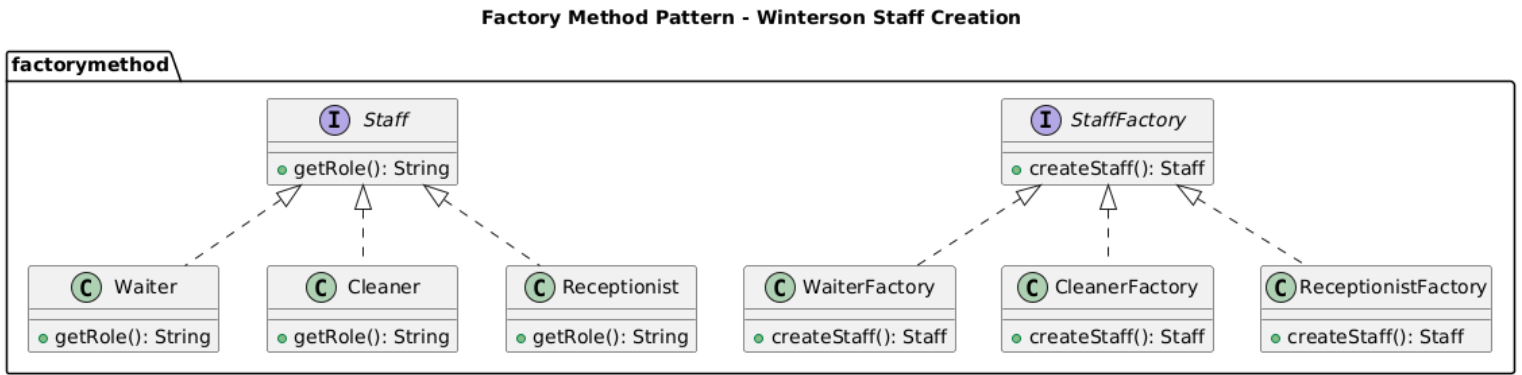 Factory Method Pattern - Winterson Staff Creation
factorymethod
I Staff
getRole(): String
I StaffFactory
createStaff(): Staff
C Waiter
getRole(): String
C Cleaner
getRole(): String
C Receptionist
getRole(): String
C WaiterFactory
createStaff(): Staff
C CleanerFactory
createStaff(): Staff
C ReceptionistFactory
createStaff(): Staff